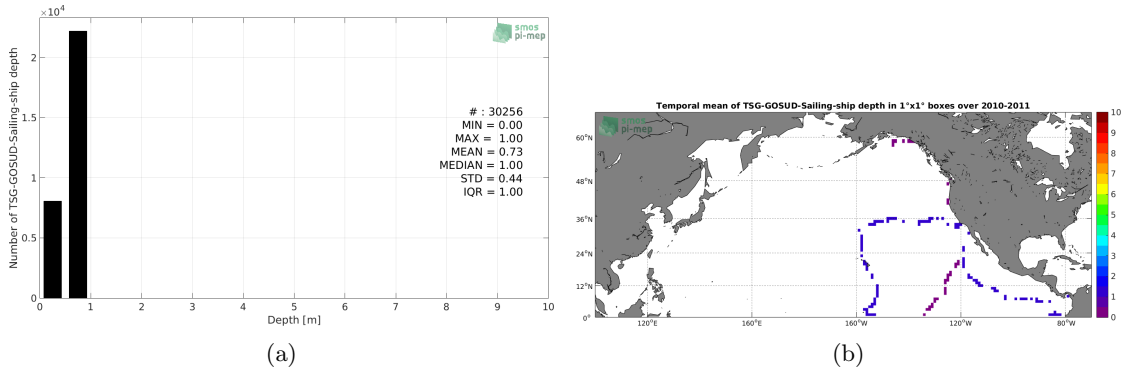 ×10⁴
smos
pi-mep
2
1.5
1
0.5
0
Number of TSG-GOSUD-Sailing-ship depth
# : 30256
MIN = 0.00
MAX = 1.00
MEAN = 0.73
MEDIAN = 1.00
STD = 0.44
IQR = 1.00
0 1 2 3 4 5 6 7 8 9 10
Depth [m]
(a)
Temporal mean of TSG-GOSUD-Sailing-ship depth in 1°x1° boxes over 2010-2011
smos
pi-mep
60°N
48°N
36°N
24°N
12°N
0°
120°E 160°E 160°W 120°W 80°W
10
9
8
7
6
5
4
3
2
1
0
(b)